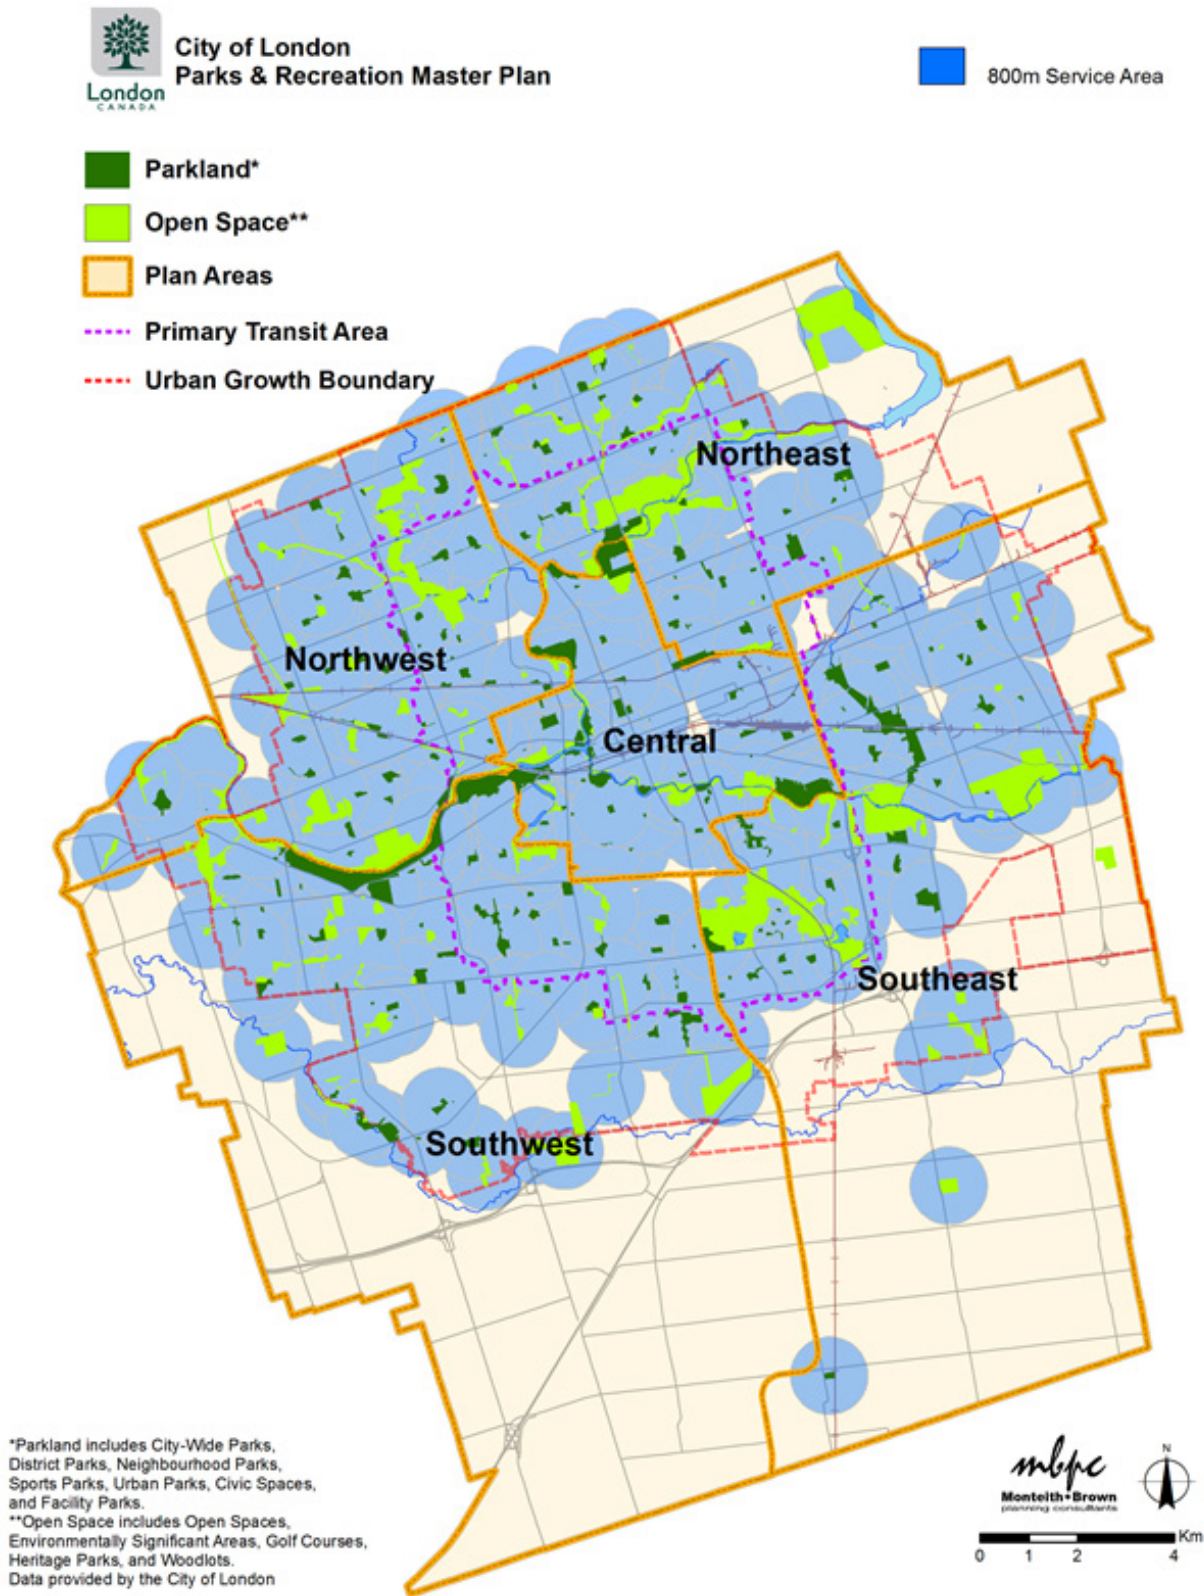 City of London
Parks & Recreation Master Plan
London
CANADA
800m Service Area
Parkland*
Open Space**
Plan Areas
Primary Transit Area
Urban Growth Boundary
Northeast
Northwest
Central
Southeast
Southwest
*Parkland includes City-Wide Parks,
District Parks, Neighbourhood Parks,
Sports Parks, Urban Parks, Civic Spaces,
and Facility Parks.
**Open Space includes Open Spaces,
Environmentally Significant Areas, Golf Courses,
Heritage Parks, and Woodlots.
Data provided by the City of London
mbpc
Monteith•Brown
planning consultants
N
Km
0 1 2 4